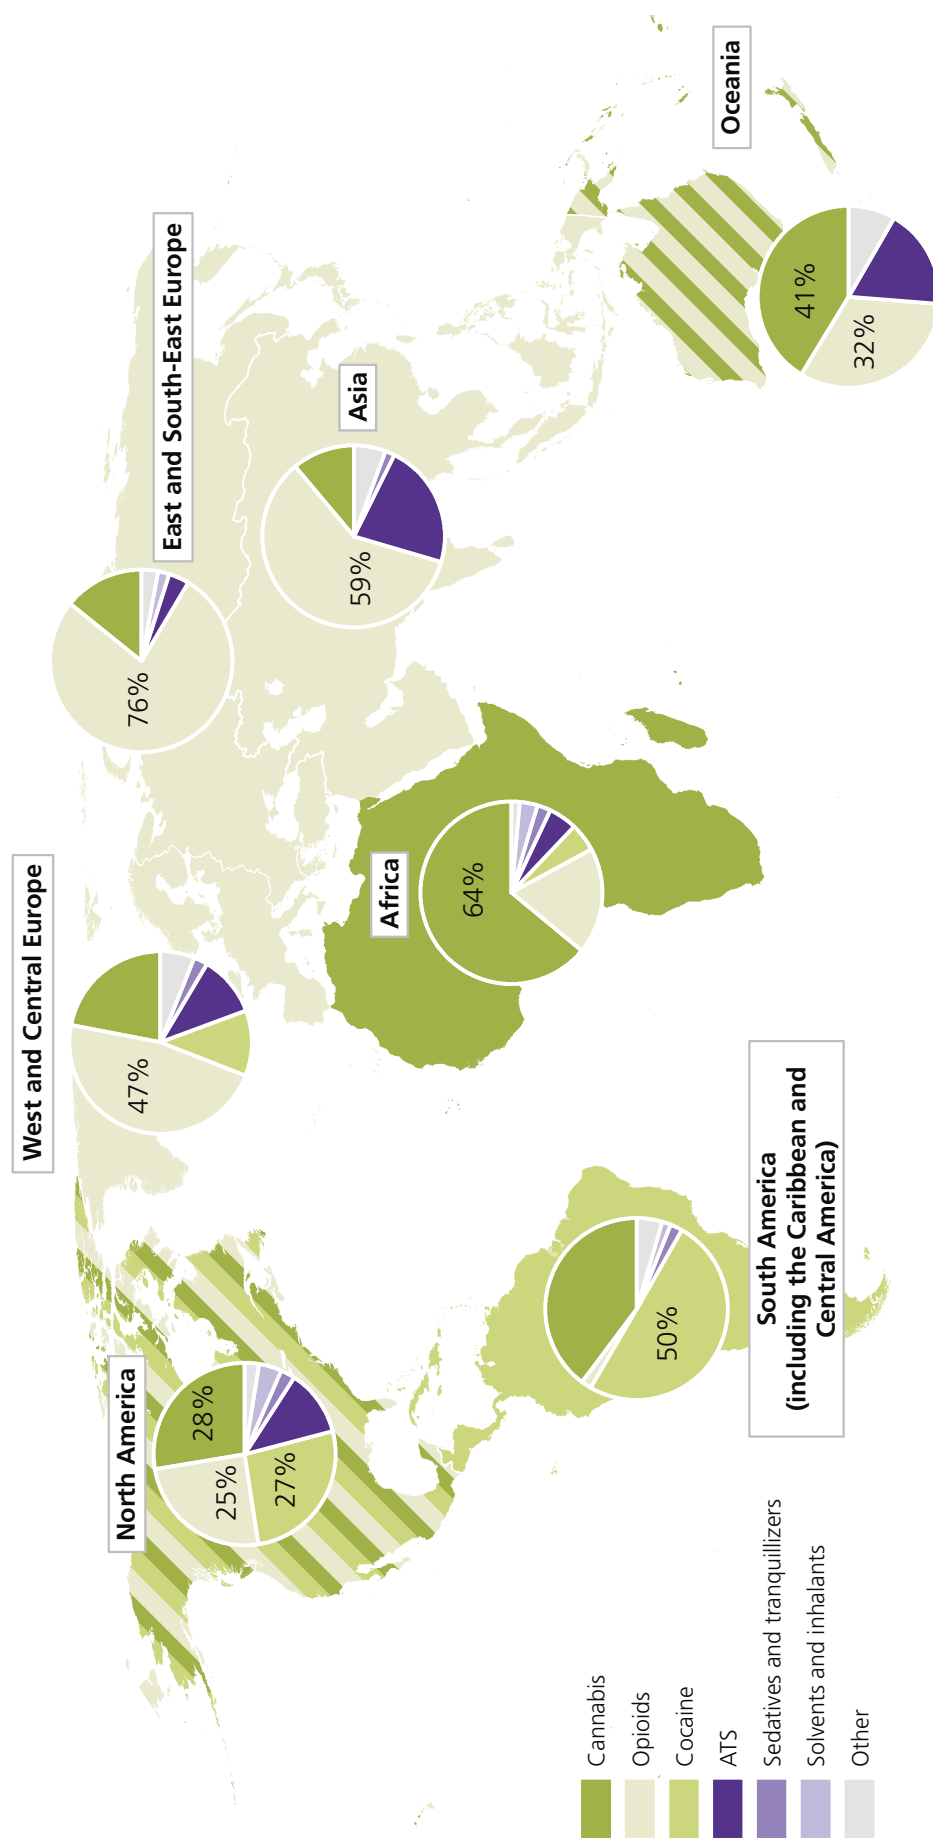 North America
28%
25%
27%
West and Central Europe
47%
East and South-East Europe
76%
Asia
59%
Africa
64%
Oceania
41%
32%
South America
(including the Caribbean and
Central America)
50%
Cannabis
Opioids
Cocaine
ATS
Sedatives and tranquillizers
Solvents and inhalants
Other